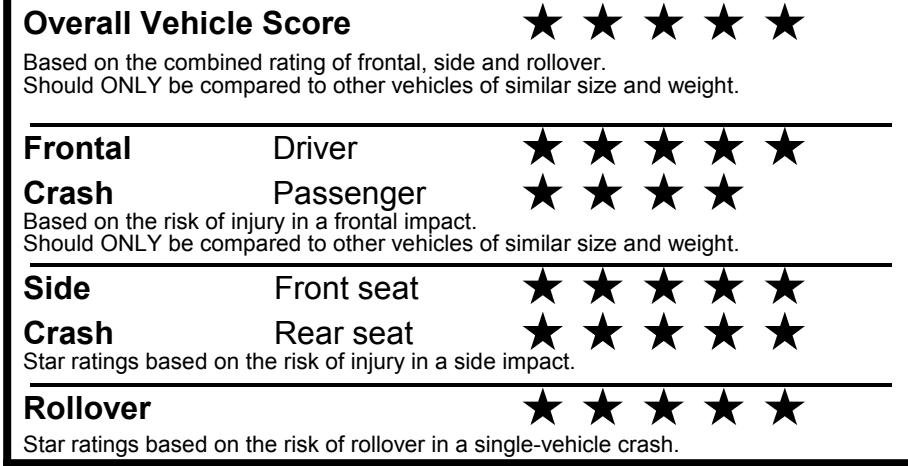 Overall Vehicle Score ★ ★ ★ ★ ★
Based on the combined rating of frontal, side and rollover.
Should ONLY be compared to other vehicles of similar size and weight.
Frontal Driver ★ ★ ★ ★ ★
Crash Passenger ★ ★ ★ ★
Based on the risk of injury in a frontal impact.
Should ONLY be compared to other vehicles of similar size and weight.
Side Front seat ★ ★ ★ ★ ★
Crash Rear seat ★ ★ ★ ★ ★
Star ratings based on the risk of injury in a side impact.
Rollover ★ ★ ★ ★ ★
Star ratings based on the risk of rollover in a single-vehicle crash.